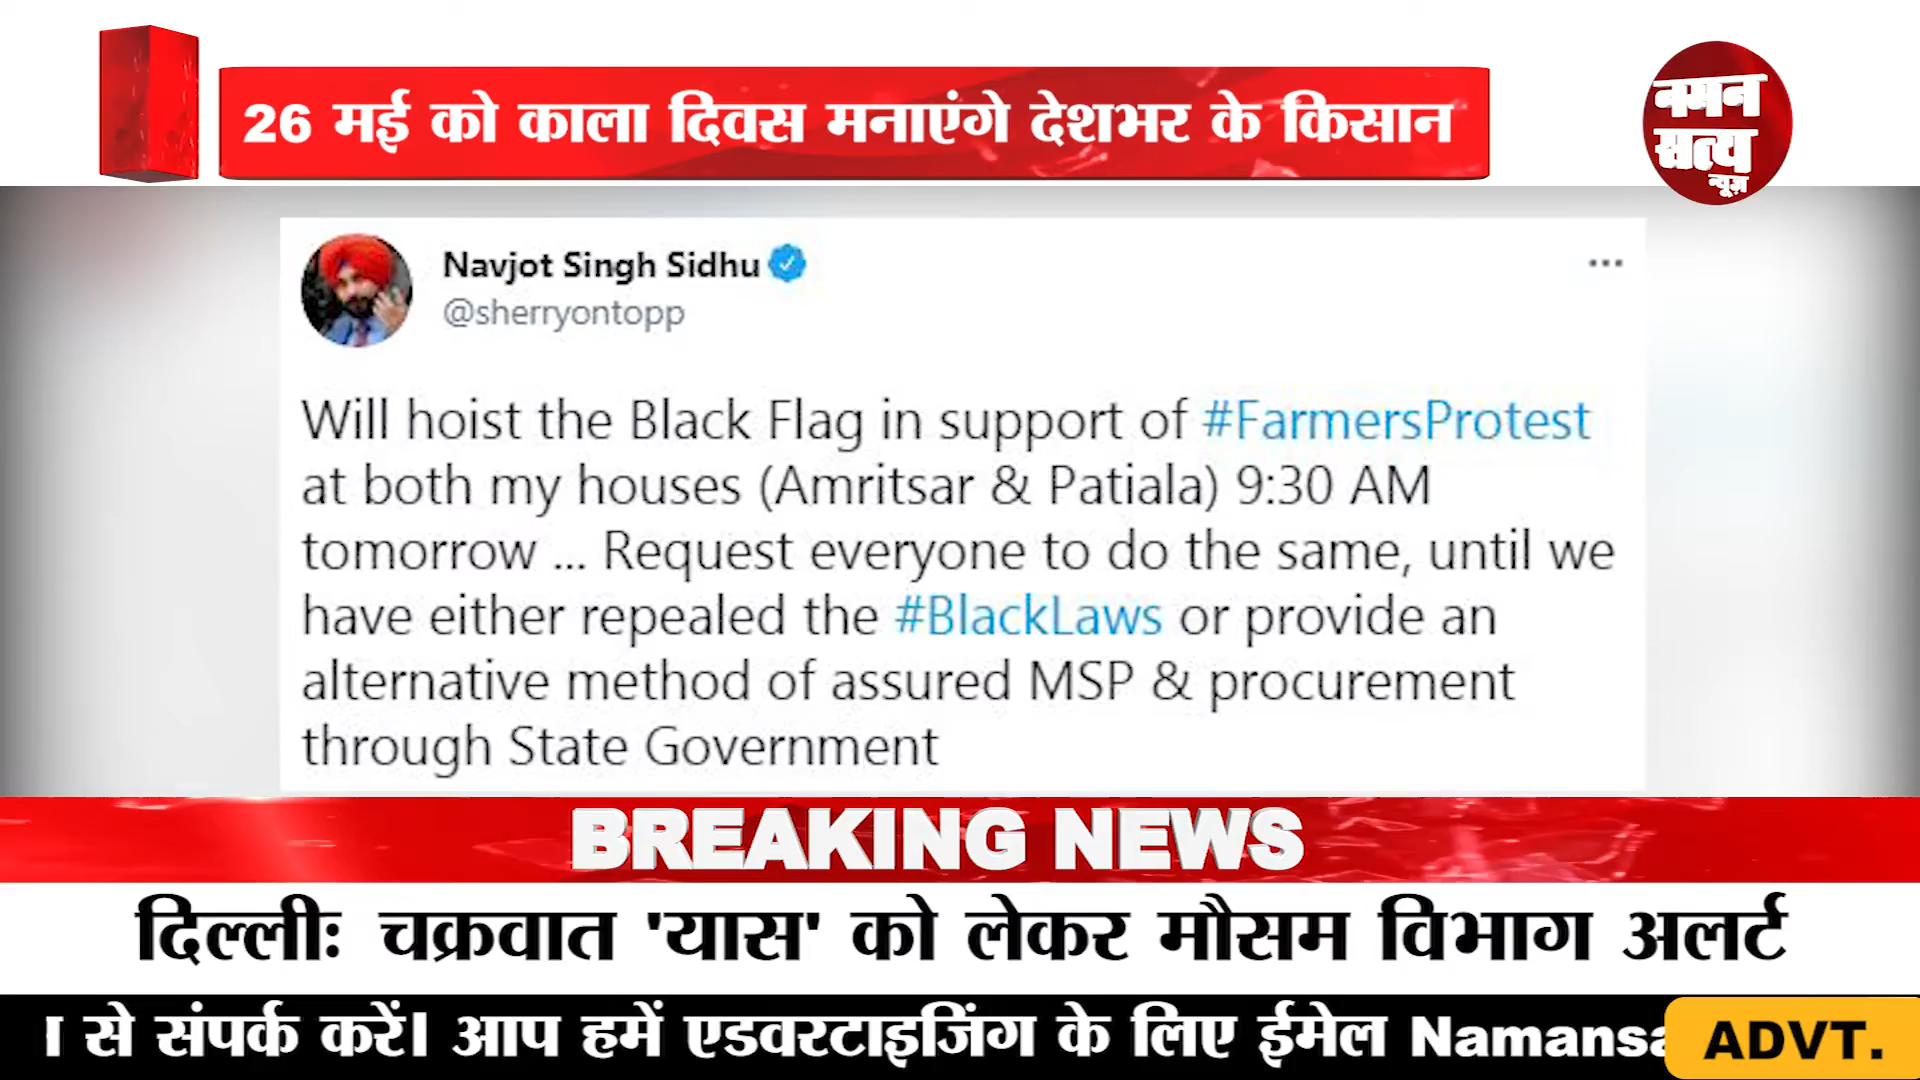 26 मई को काला दिवस मनाएंगे देशभर के किसान
नमन
सत्य
न्यूज़
Navjot Singh Sidhu
@sherryontopp
Will hoist the Black Flag in support of #FarmersProtest
at both my houses (Amritsar & Patiala) 9:30 AM
tomorrow ... Request everyone to do the same, until we
have either repealed the #BlackLaws or provide an
alternative method of assured MSP & procurement
through State Government
BREAKING NEWS
दिल्लीः चक्रवात 'यास' को लेकर मौसम विभाग अलर्ट
से संपर्क करें। आप हमें एडवरटाइजिंग के लिए ईमेल Namansa
ADVT.